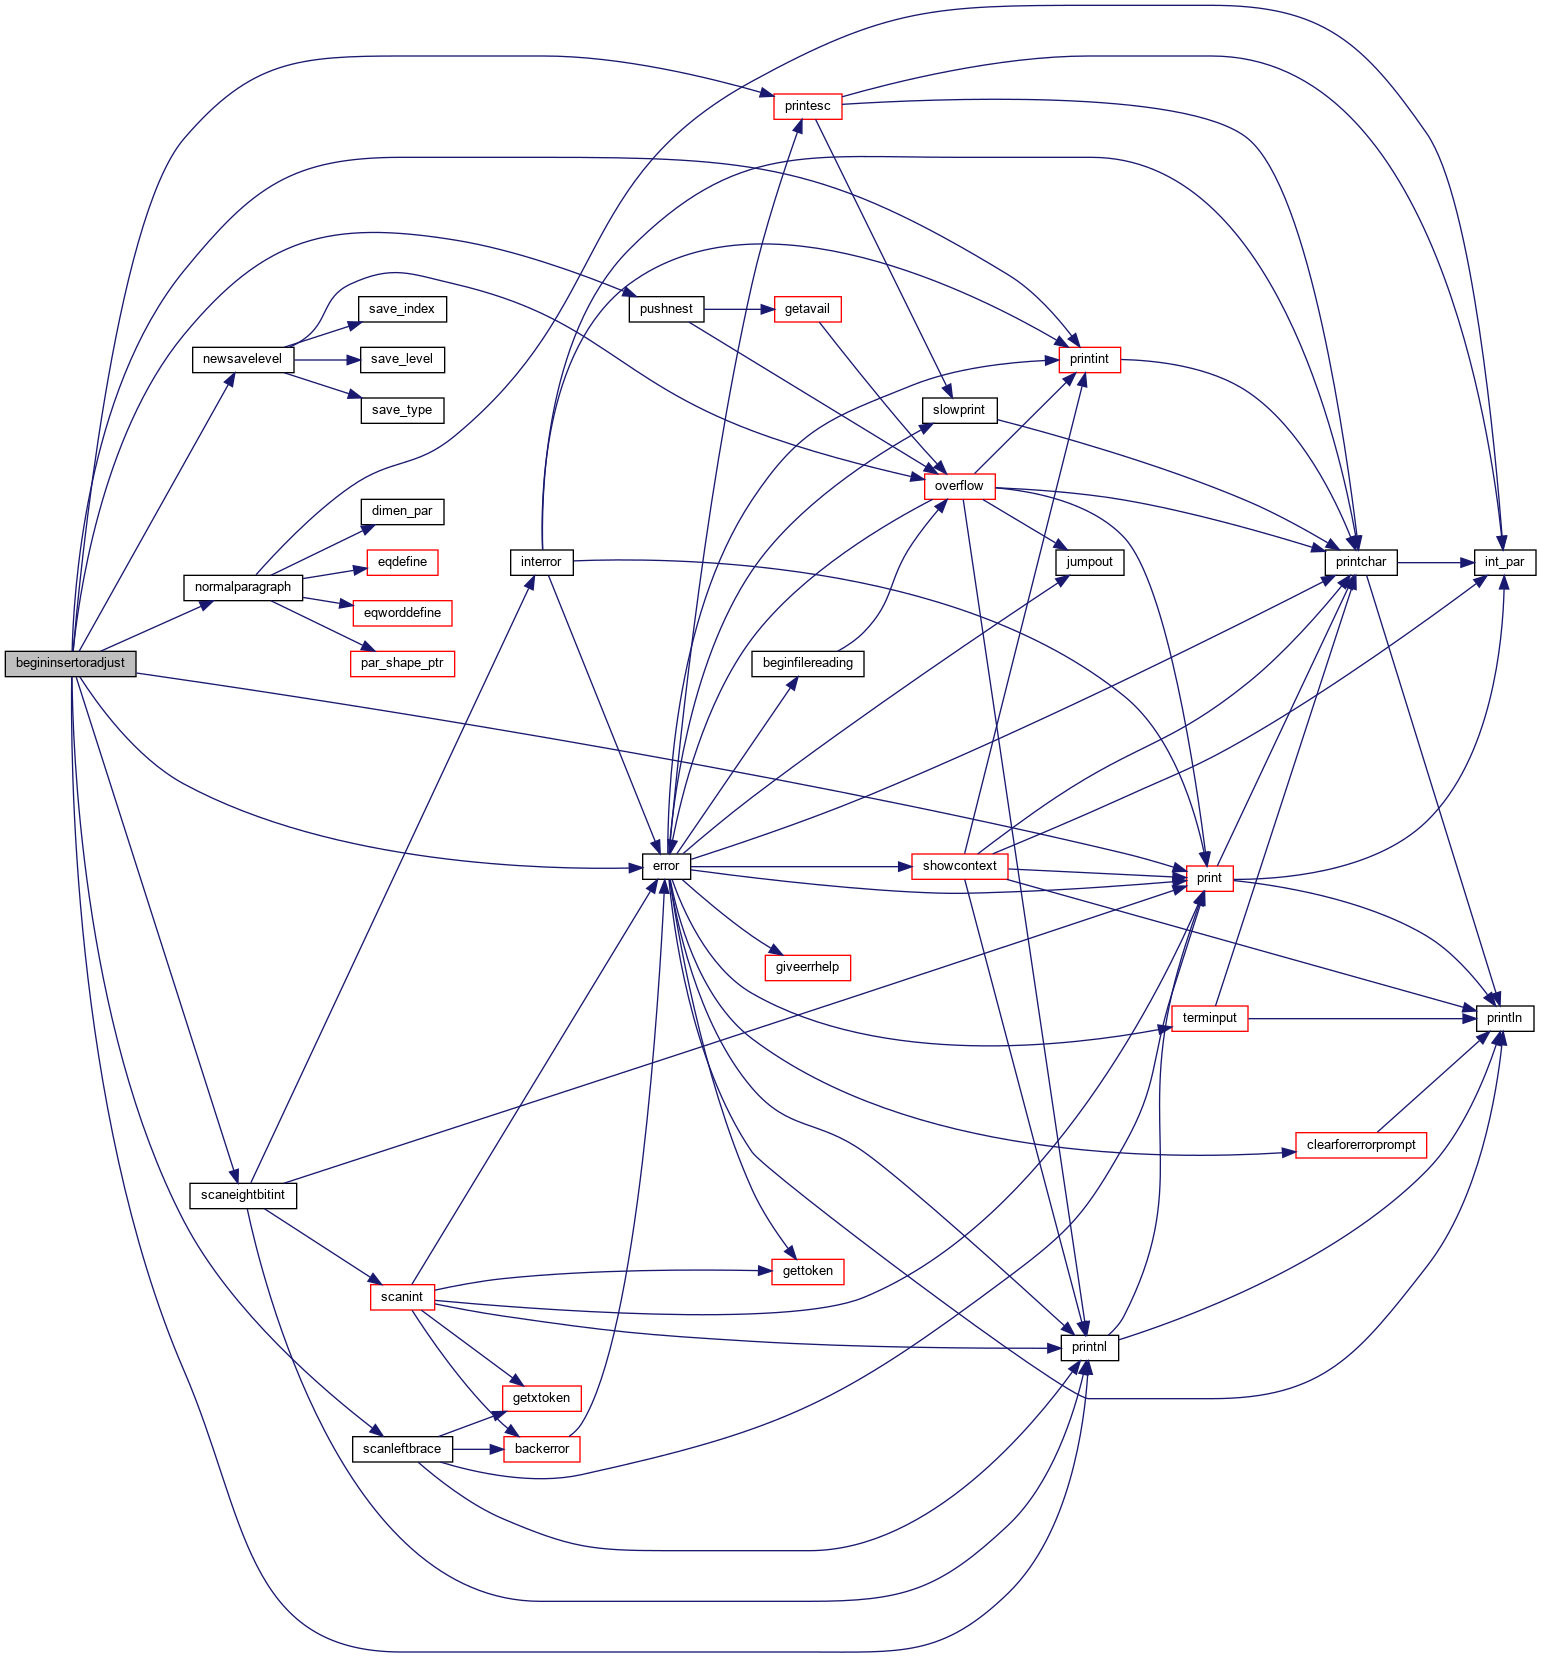 printesc
save_index
pushnest
getavail
newsavelevel
save_level
printint
save_type
slowprint
overflow
dimen_par
interror
eqdefine
jumpout
printchar
int_par
normalparagraph
eqworddefine
begininsertoradjust
par_shape_ptr
beginfilereading
error
showcontext
print
giveerrhelp
terminput
println
clearforerrorprompt
scaneightbitint
gettoken
scanint
printnl
getxtoken
scanleftbrace
backerror